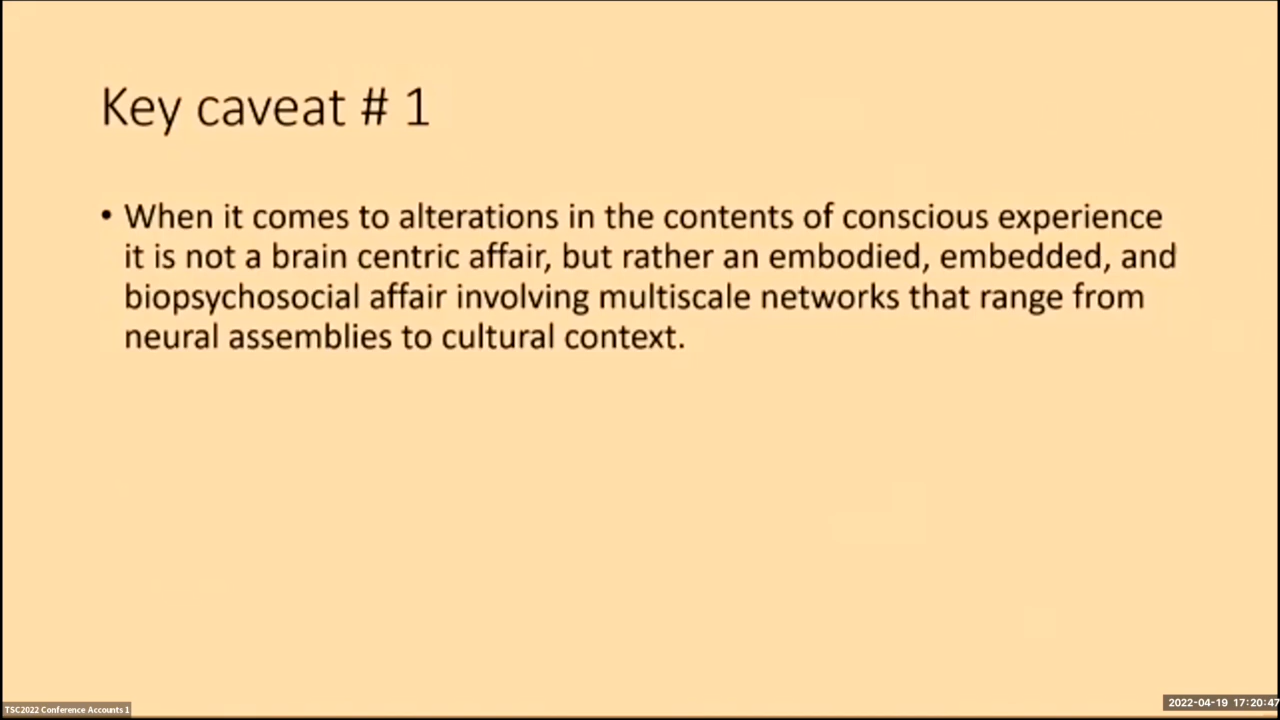 Key caveat # 1
• When it comes to alterations in the contents of conscious experience
it is not a brain centric affair, but rather an embodied, embedded, and
biopsychosocial affair involving multiscale networks that range from
neural assemblies to cultural context.
TSC2022 Conference Accounts 1
2022-04-19 17:20:47